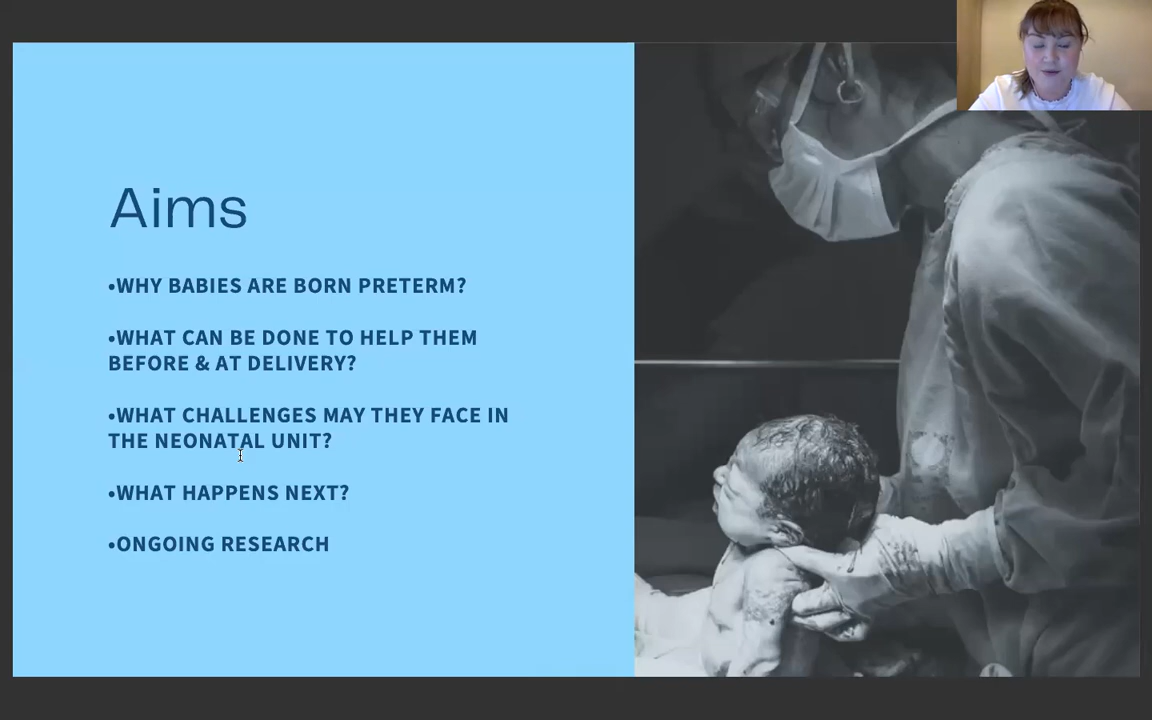 Aims
•WHY BABIES ARE BORN PRETERM?
•WHAT CAN BE DONE TO HELP THEM
BEFORE & AT DELIVERY?
•WHAT CHALLENGES MAY THEY FACE IN
THE NEONATAL UNIT?
•WHAT HAPPENS NEXT?
•ONGOING RESEARCH